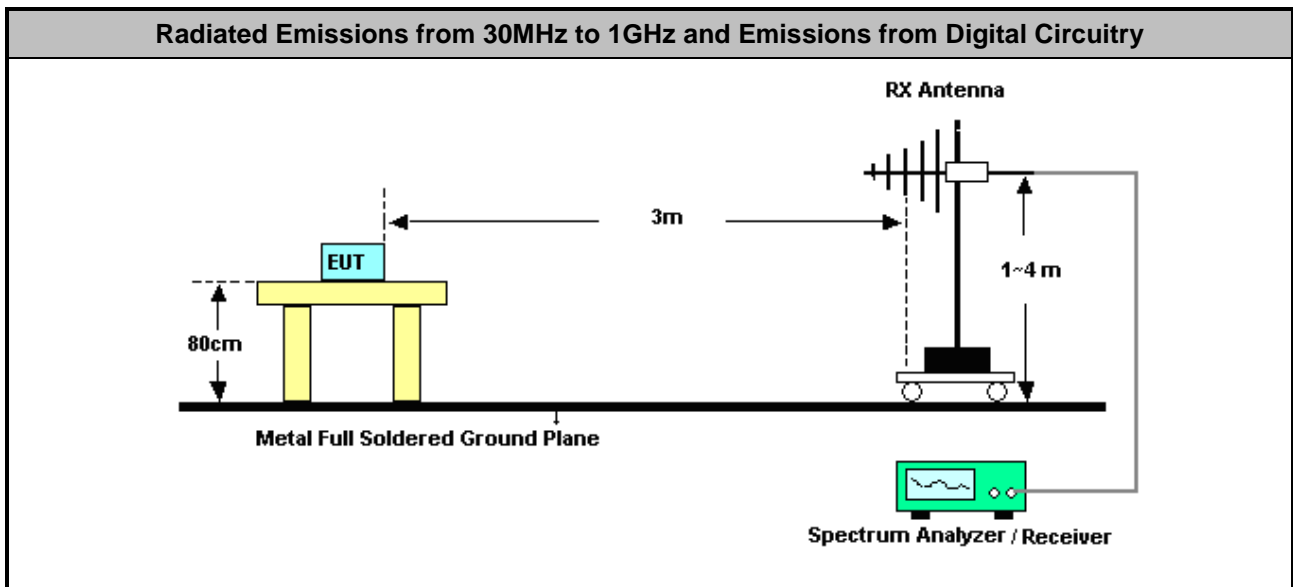 Radiated Emissions from 30MHz to 1GHz and Emissions from Digital Circuitry
RX Antenna
3m
EUT
1~4 m
80cm
Metal Full Soldered Ground Plane
Spectrum Analyzer / Receiver